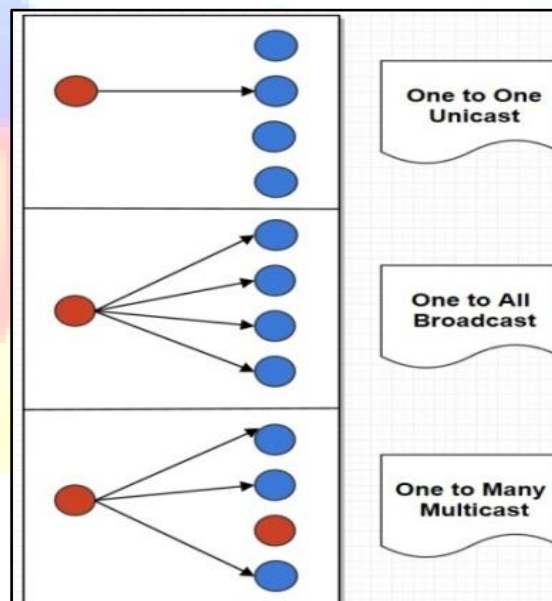 One to One
Unicast
One to All
Broadcast
One to Many
Multicast